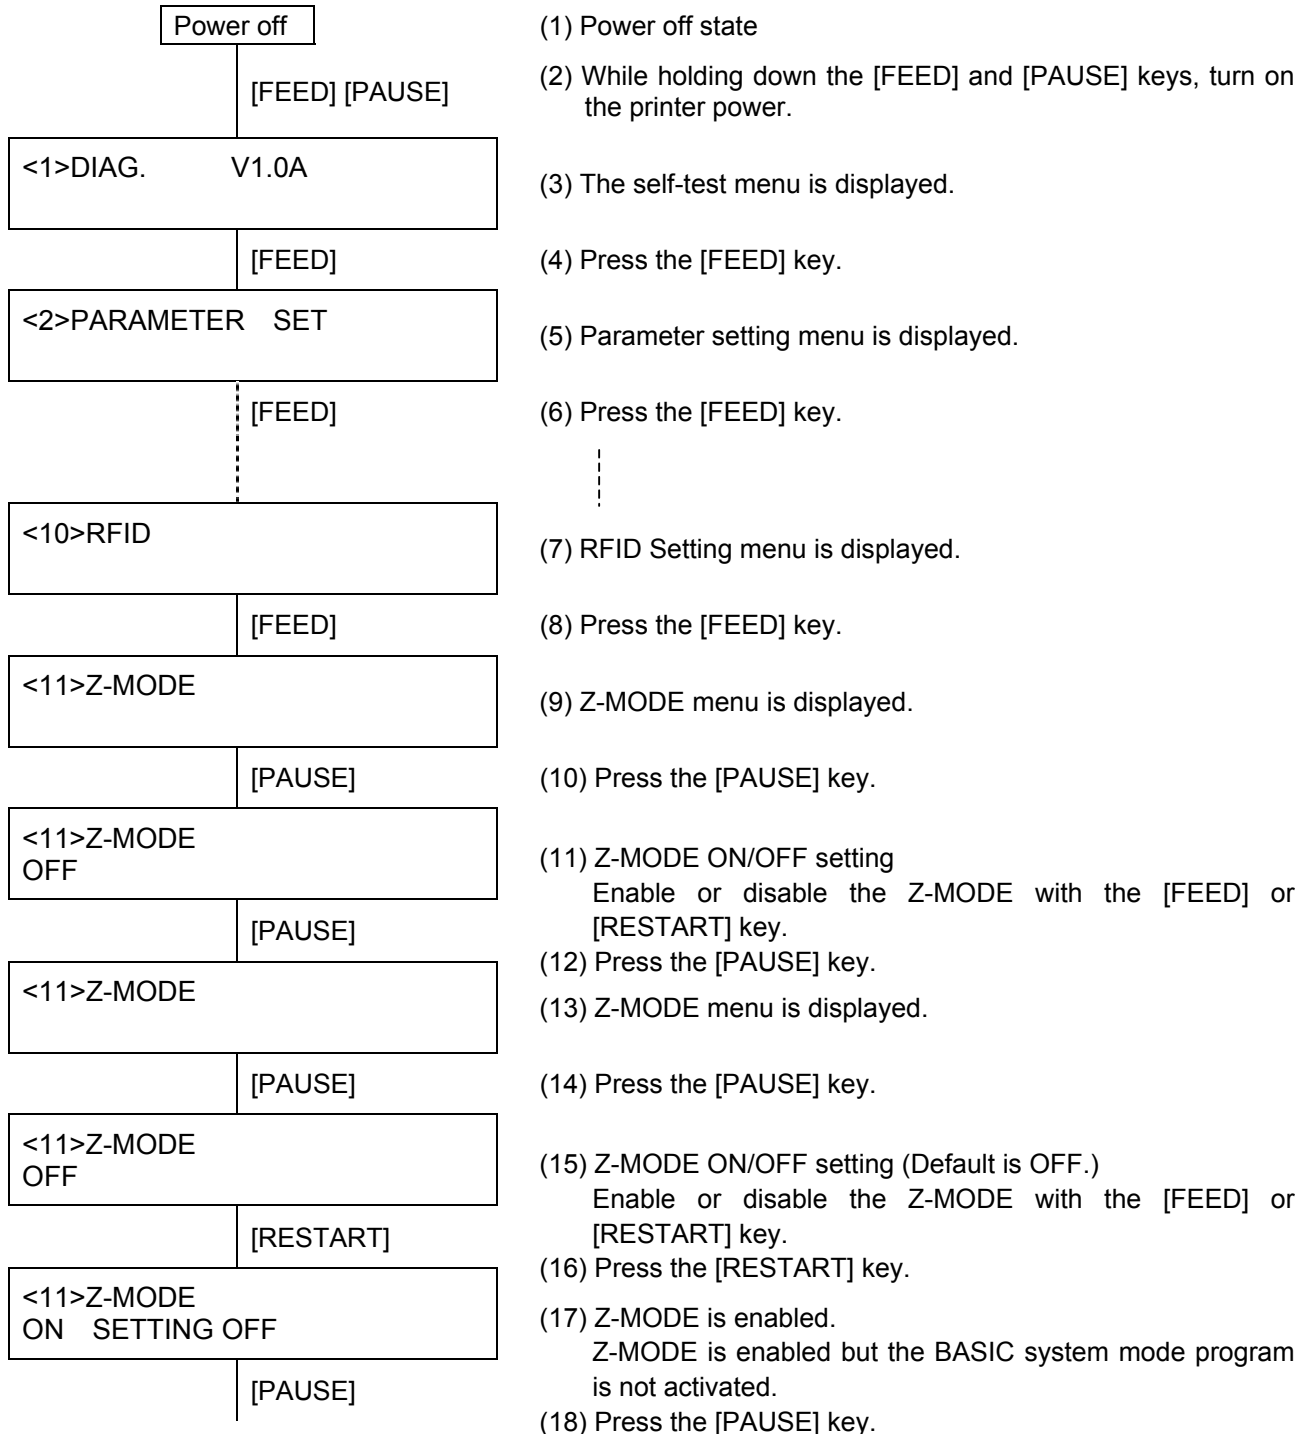 Power off
(1) Power off state
[FEED] [PAUSE]
(2) While holding down the [FEED] and [PAUSE] keys, turn on
the printer power.
<1>DIAG. V1.0A
(3) The self-test menu is displayed.
[FEED]
(4) Press the [FEED] key.
<2>PARAMETER SET
(5) Parameter setting menu is displayed.
[FEED]
(6) Press the [FEED] key.
<10>RFID
(7) RFID Setting menu is displayed.
[FEED]
(8) Press the [FEED] key.
<11>Z-MODE
(9) Z-MODE menu is displayed.
[PAUSE]
(10) Press the [PAUSE] key.
<11>Z-MODE
OFF
(11) Z-MODE ON/OFF setting
Enable or disable the Z-MODE with the [FEED] or
[RESTART] key.
[PAUSE]
(12) Press the [PAUSE] key.
<11>Z-MODE
(13) Z-MODE menu is displayed.
[PAUSE]
(14) Press the [PAUSE] key.
<11>Z-MODE
OFF
(15) Z-MODE ON/OFF setting (Default is OFF.)
Enable or disable the Z-MODE with the [FEED] or
[RESTART] key.
[RESTART]
(16) Press the [RESTART] key.
<11>Z-MODE
ON SETTING OFF
(17) Z-MODE is enabled.
Z-MODE is enabled but the BASIC system mode program
is not activated.
[PAUSE]
(18) Press the [PAUSE] key.